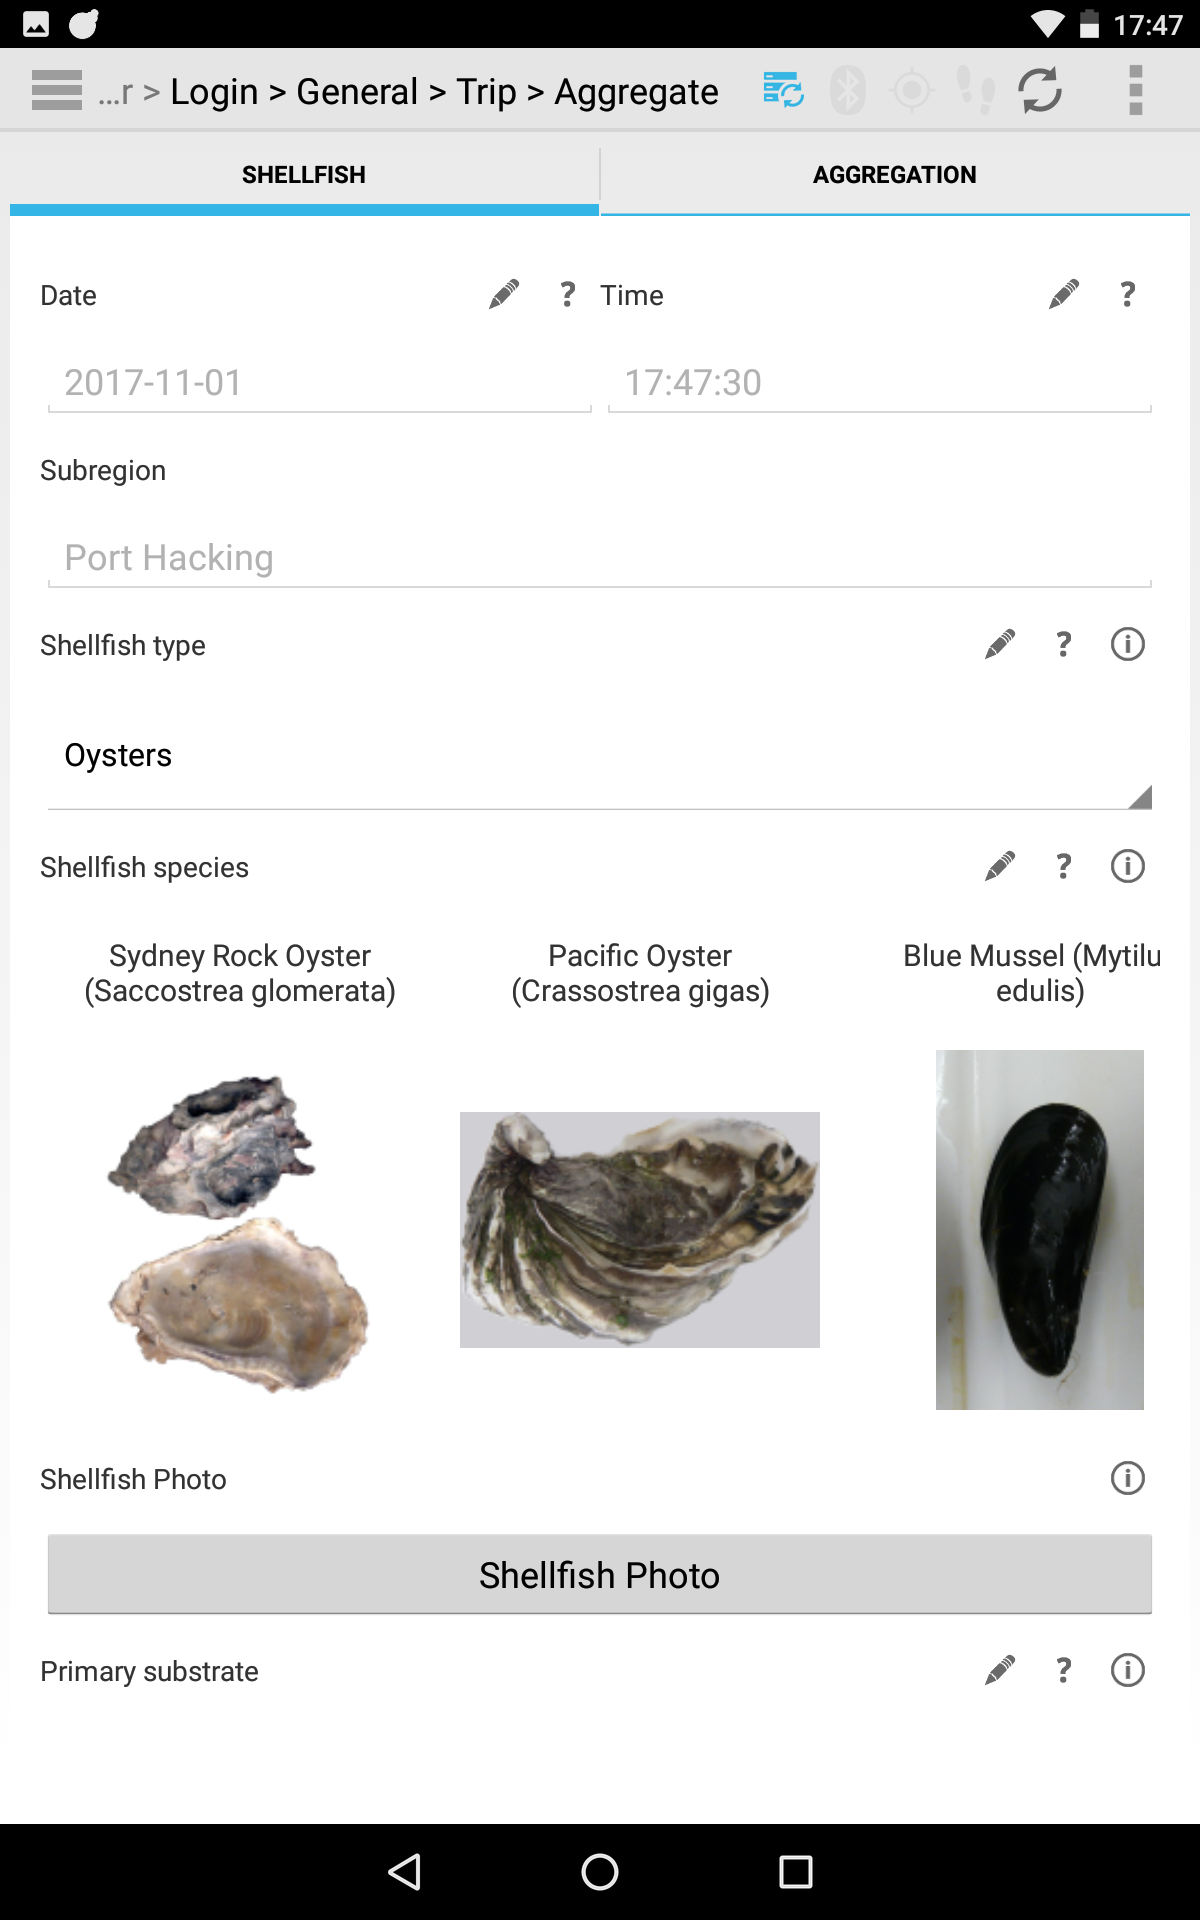 17:47
...r > Login > General > Trip > Aggregate
SHELLFISH
AGGREGATION
Date ? Time ?
2017-11-01
17:47:30
Subregion
Port Hacking
Shellfish type ?
Oysters
Shellfish species ?
Sydney Rock Oyster
(Saccostrea glomerata)
Pacific Oyster
(Crassostrea gigas)
Blue Mussel (Mytilu
edulis)
Shellfish Photo
Shellfish Photo
Primary substrate ?